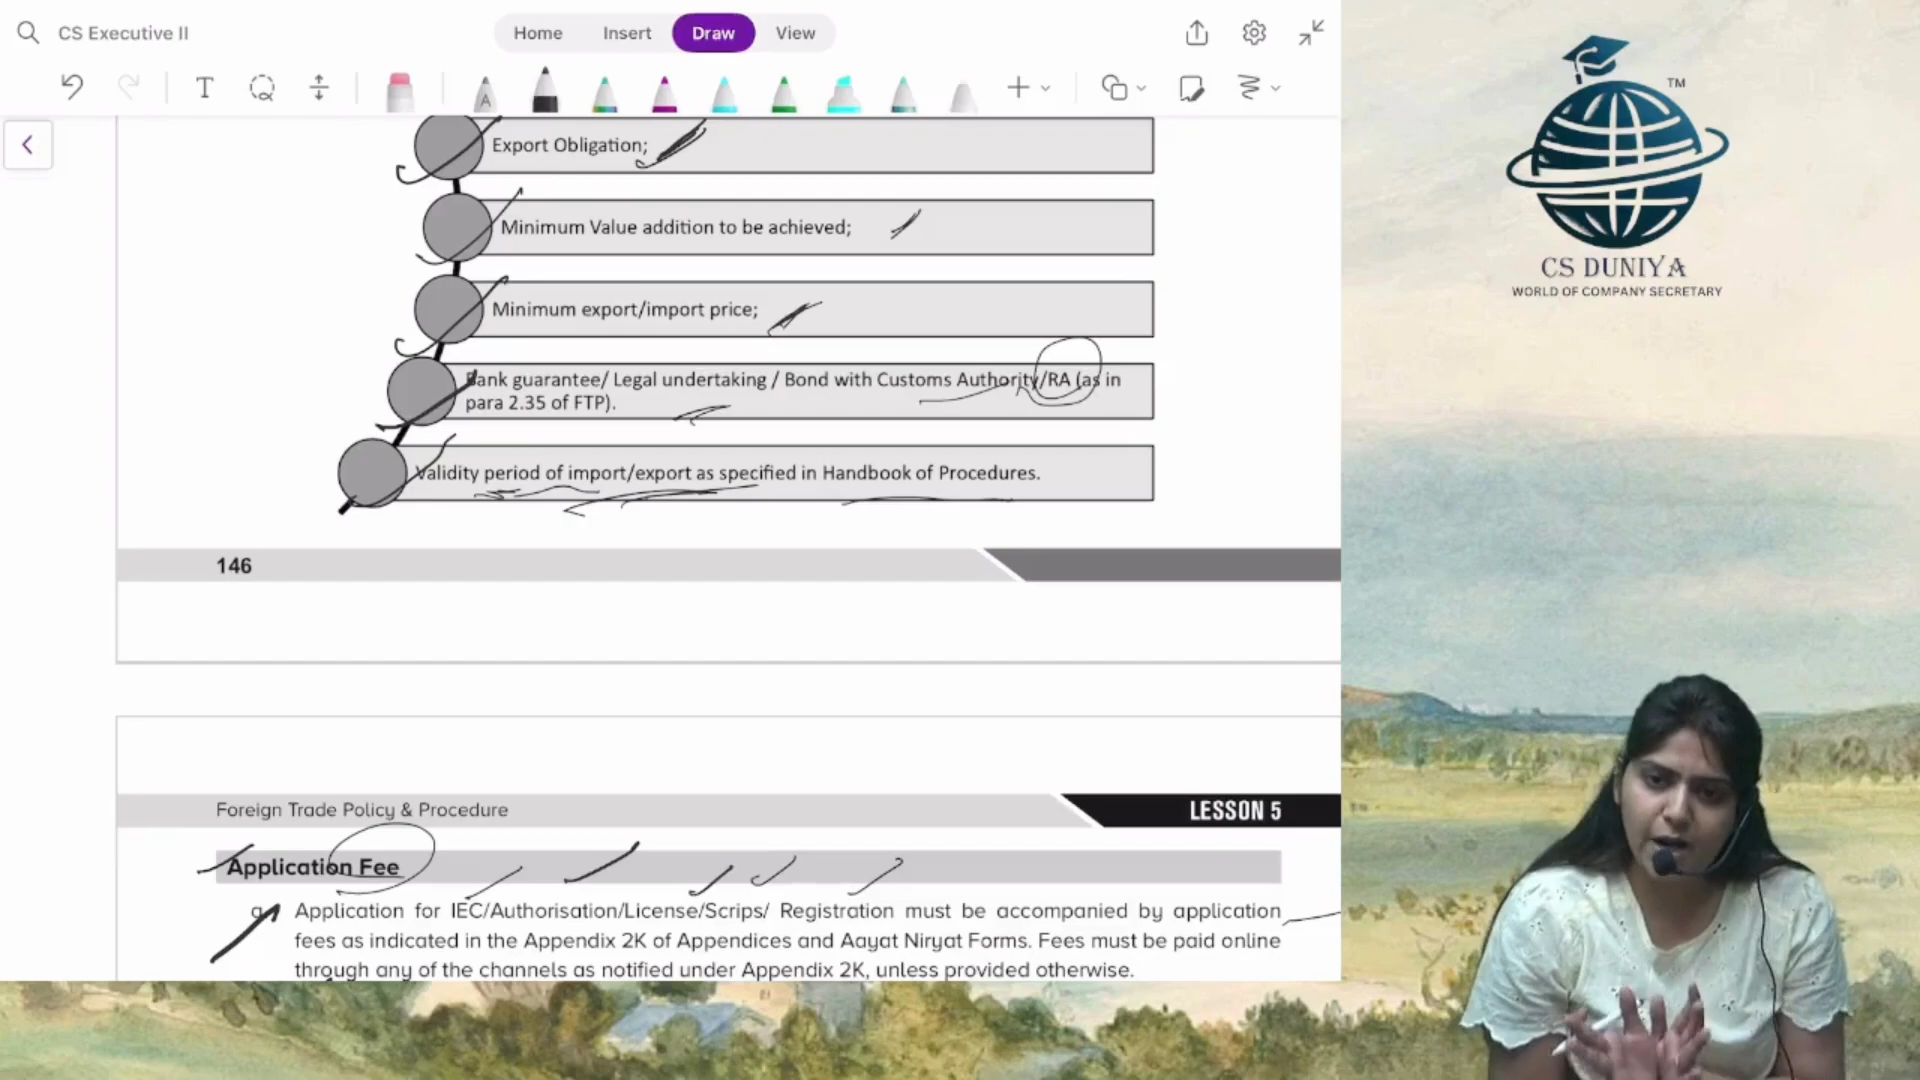 CS Executive II
Home Insert Draw View
T
A
TM
Export Obligation;
Minimum Value addition to be achieved;
Minimum export/import price;
Bank guarantee/ Legal undertaking / Bond with Customs Authority/RA (as in
para 2.35 of FTP).
Validity period of import/export as specified in Handbook of Procedures.
146
CS DUNIYA
WORLD OF COMPANY SECRETARY
Foreign Trade Policy & Procedure
LESSON 5
Application Fee
a. Application for IEC/Authorisation/License/Scrips/ Registration must be accompanied by application
fees as indicated in the Appendix 2K of Appendices and Aayat Niryat Forms. Fees must be paid online
through any of the channels as notified under Appendix 2K, unless provided otherwise.